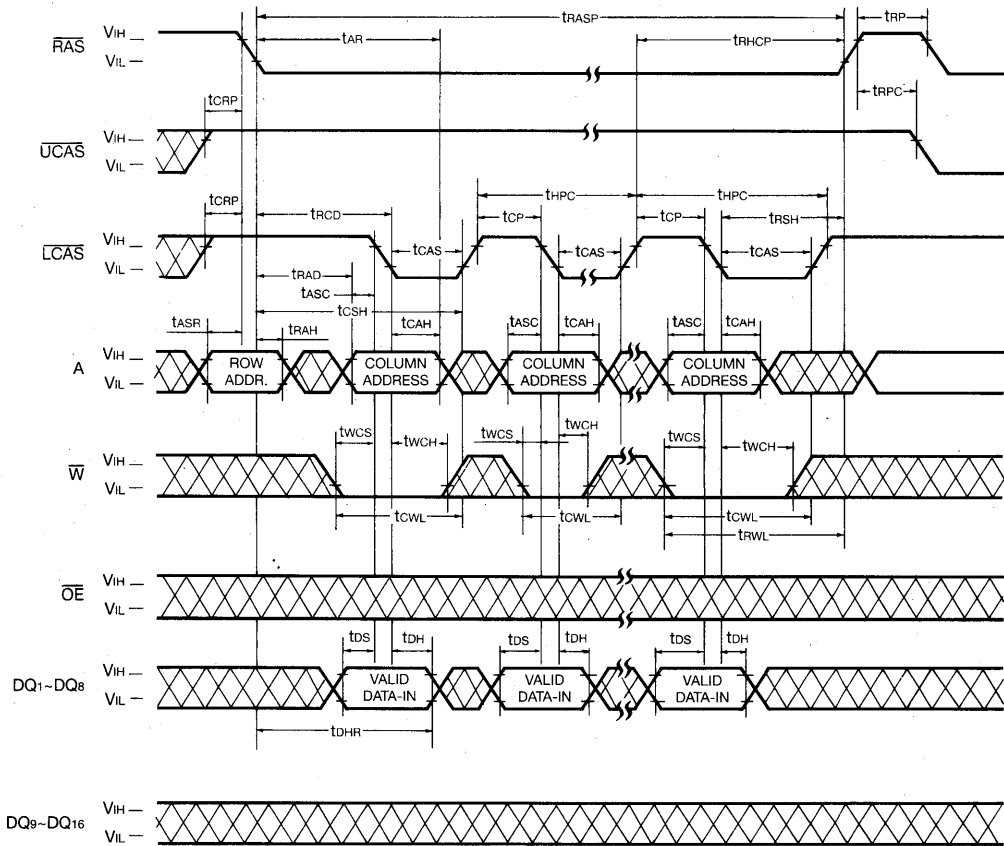 tRASP
tRP
RAS
VIH
VIL
tAR
tRHCP
tCRP
tRPC
UCAS
VIH
VIL
tCRP
tRCD
tHPC
tHPC
tCP
tCP
tRSH
LCAS
VIH
VIL
tCAS
tCAS
tCAS
tRAD
tASC
tCSH
tASR
tRAH
tCAH
tASC
tCAH
tASC
tCAH
A
VIH
VIL
ROW ADDR.
COLUMN ADDRESS
COLUMN ADDRESS
COLUMN ADDRESS
tWCS
tWCH
tWCS
tWCH
tWCS
tWCH
W
VIH
VIL
tCWL
tCWL
tCWL
tRWL
OE
VIH
VIL
tDS
tDH
tDS
tDH
tDS
tDH
DQ1~DQ8
VIH
VIL
VALID DATA-IN
VALID DATA-IN
VALID DATA-IN
tDHR
DQ9~DQ16
VIH
VIL